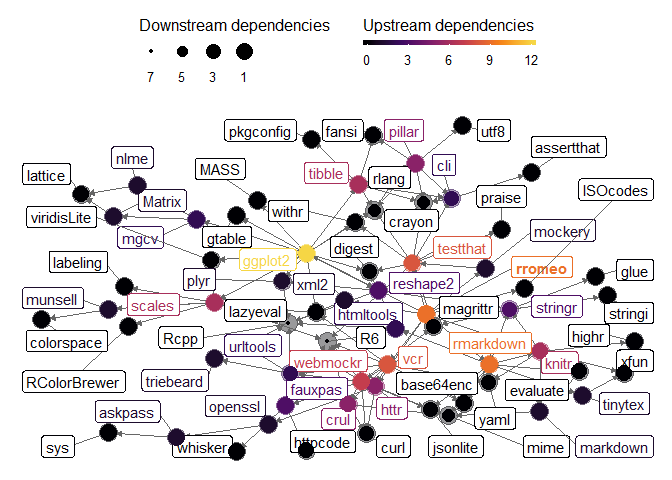 Downstream dependencies
7 5 3 1
Upstream dependencies
0 3 6 9 12
pkgconfig
fansi
pillar
utf8
assertthat
nlme
MASS
tibble
rlang
cli
ISOcodes
lattice
praise
viridisLite
Matrix
withr
crayon
mockery
mgcv
gtable
digest
testthat
labeling
ggplot2
rromeo
glue
plyr
xml2
reshape2
munsell
scales
lazyeval
htmltools
magrittr
stringr
stringi
colorspace
Rcpp
R6
rmarkdown
highr
urltools
webmockr
vcr
knitr
xfun
RColorBrewer
triebeard
fauxpas
base64enc
evaluate
tinytex
askpass
openssl
crul
httr
yaml
sys
whisker
httpcode
curl
jsonlite
mime
markdown